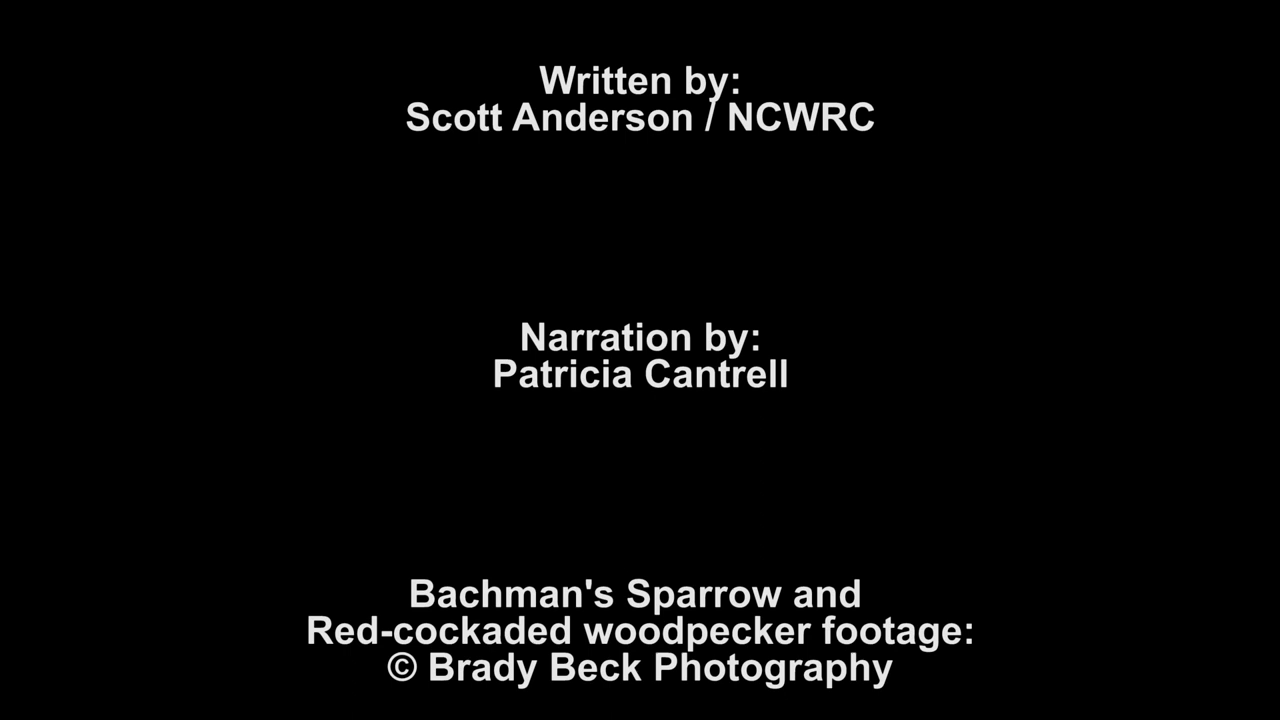 Written by:
Scott Anderson / NCWRC
Narration by:
Patricia Cantrell
Bachman's Sparrow and
Red-cockaded woodpecker footage:
© Brady Beck Photography